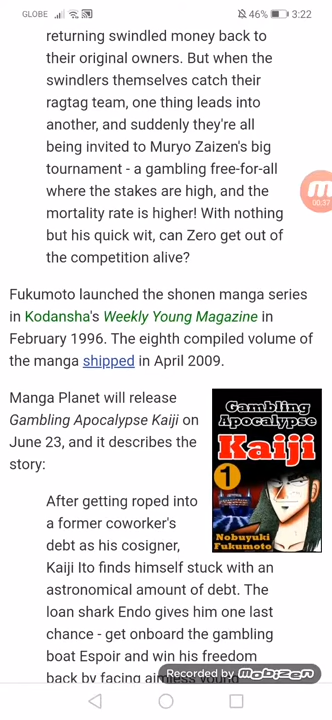 GLOBE 46% 3:22
returning swindled money back to
their original owners. But when the
swindlers themselves catch their
ragtag team, one thing leads into
another, and suddenly they're all
being invited to Muryo Zaizen's big
tournament - a gambling free-for-all
where the stakes are high, and the
mortality rate is higher! With nothing
but his quick wit, can Zero get out of
the competition alive?
00:37
Fukumoto launched the shonen manga series
in Kodansha's Weekly Young Magazine in
February 1996. The eighth compiled volume of
the manga shipped in April 2009.
Manga Planet will release
Gambling Apocalypse Kaiji on
June 23, and it describes the
story:
Gambling
Apocalypse
Kaiji
1
Nobuyuki
Fukumoto
After getting roped into
a former coworker's
debt as his cosigner,
Kaiji Ito finds himself stuck with an
astronomical amount of debt. The
loan shark Endo gives him one last
chance - get onboard the gambling
boat Espoir and win his freedom
back by facing aimless young
Recorded by mobizen